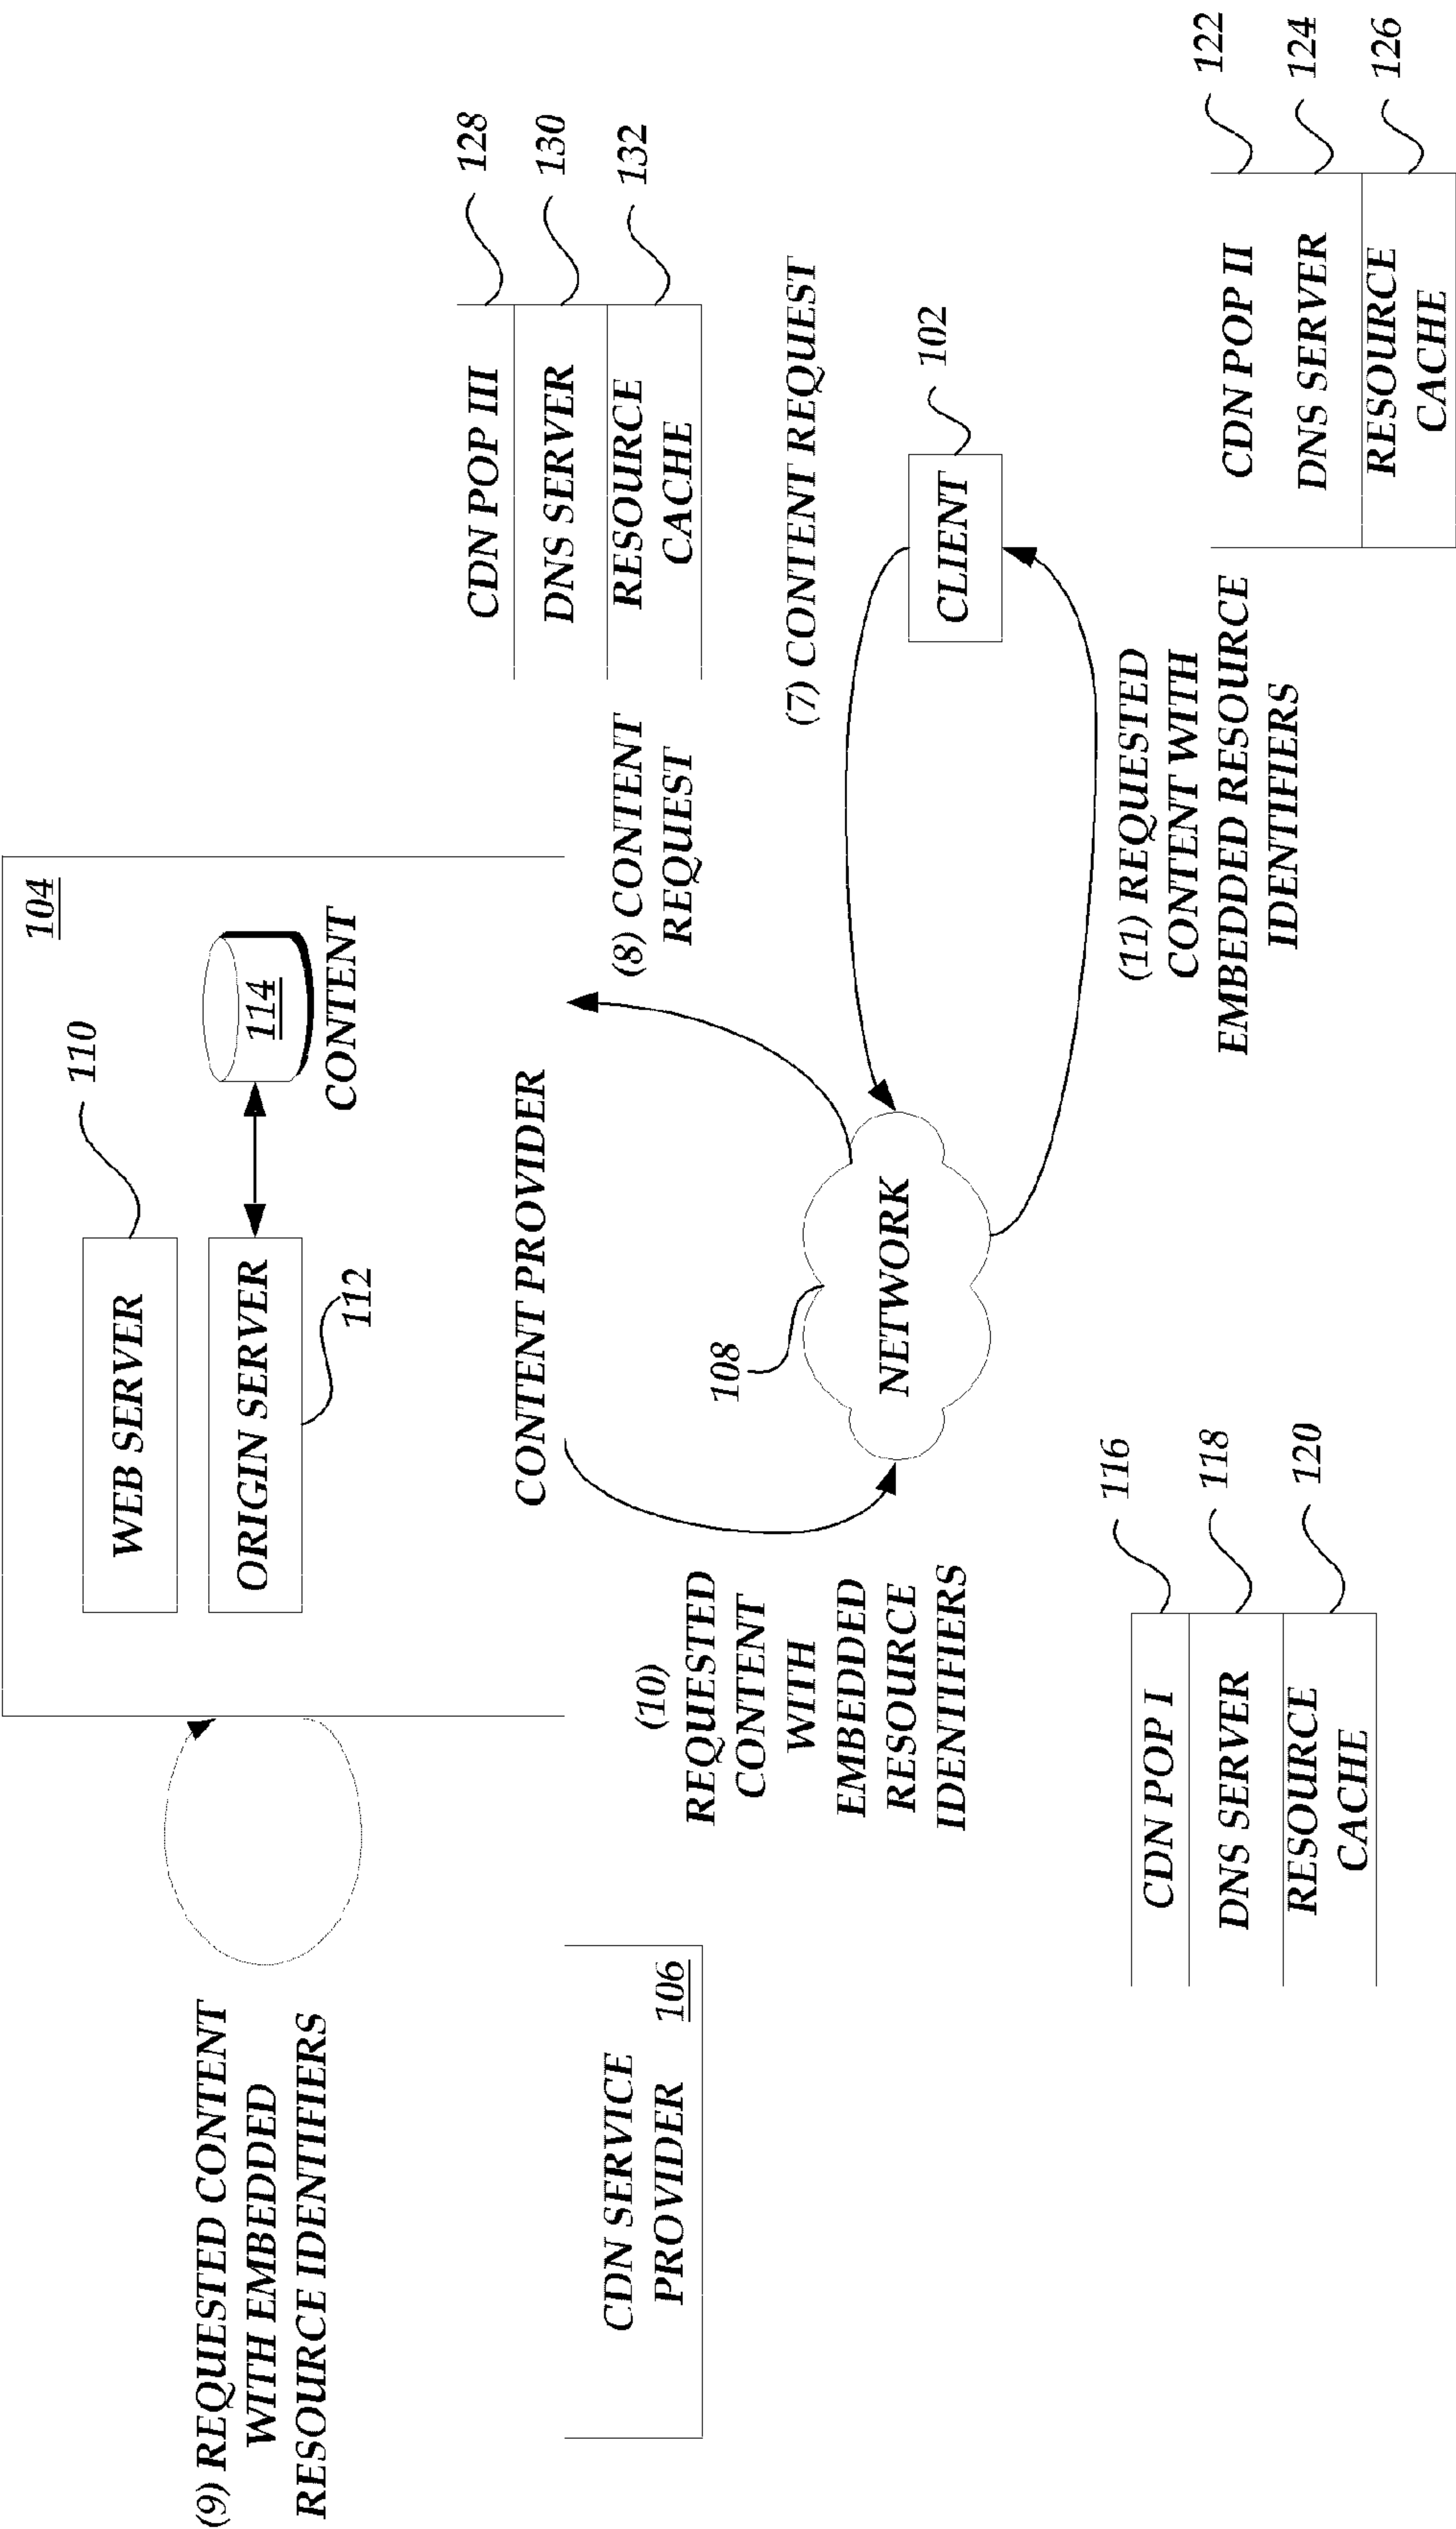 (9) REQUESTED CONTENT
WITH EMBEDDED
RESOURCE IDENTIFIERS
104
110
WEB SERVER
ORIGIN SERVER
112
114
CONTENT
CONTENT PROVIDER
CDN SERVICE
PROVIDER
106
(8) CONTENT
REQUEST
128
CDN POP III
130
DNS SERVER
132
RESOURCE
CACHE
(10)
REQUESTED
CONTENT
WITH
EMBEDDED
RESOURCE
IDENTIFIERS
108
NETWORK
(7) CONTENT REQUEST
102
CLIENT
(11) REQUESTED
CONTENT WITH
EMBEDDED RESOURCE
IDENTIFIERS
116
CDN POP I
118
DNS SERVER
120
RESOURCE
CACHE
122
CDN POP II
124
DNS SERVER
126
RESOURCE
CACHE